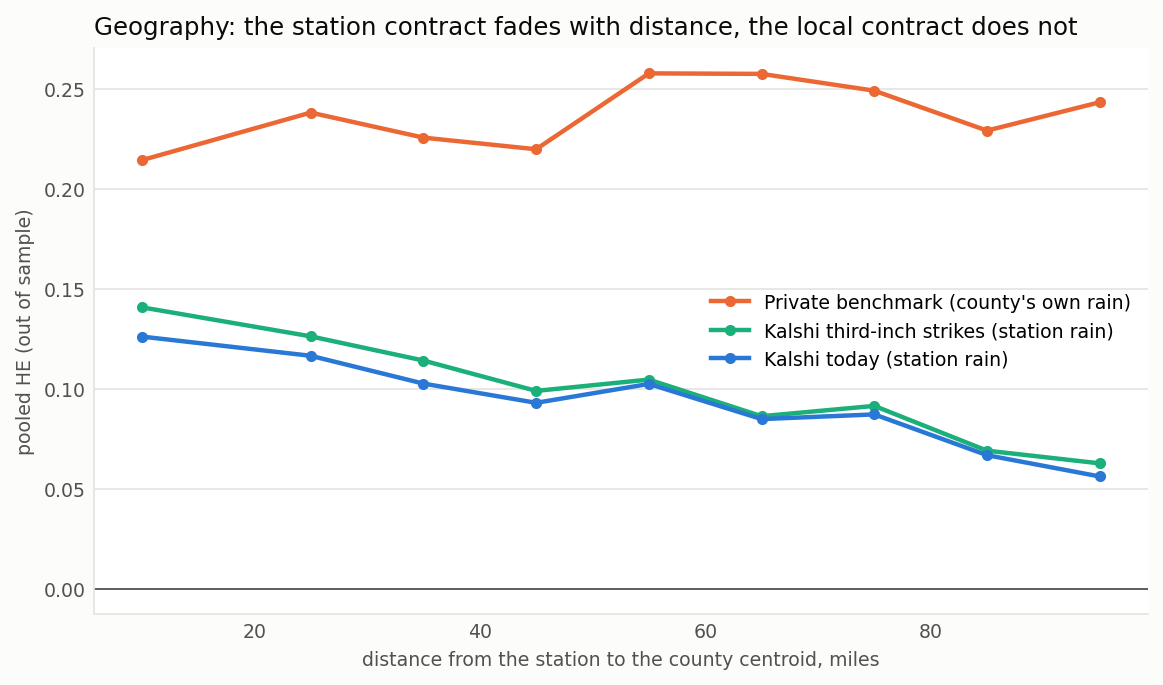 Geography: the station contract fades with distance, the local contract does not
pooled HE (out of sample)
0.25
0.20
0.15
0.10
0.05
0.00
Private benchmark (county's own rain)
Kalshi third-inch strikes (station rain)
Kalshi today (station rain)
20
40
60
80
distance from the station to the county centroid, miles